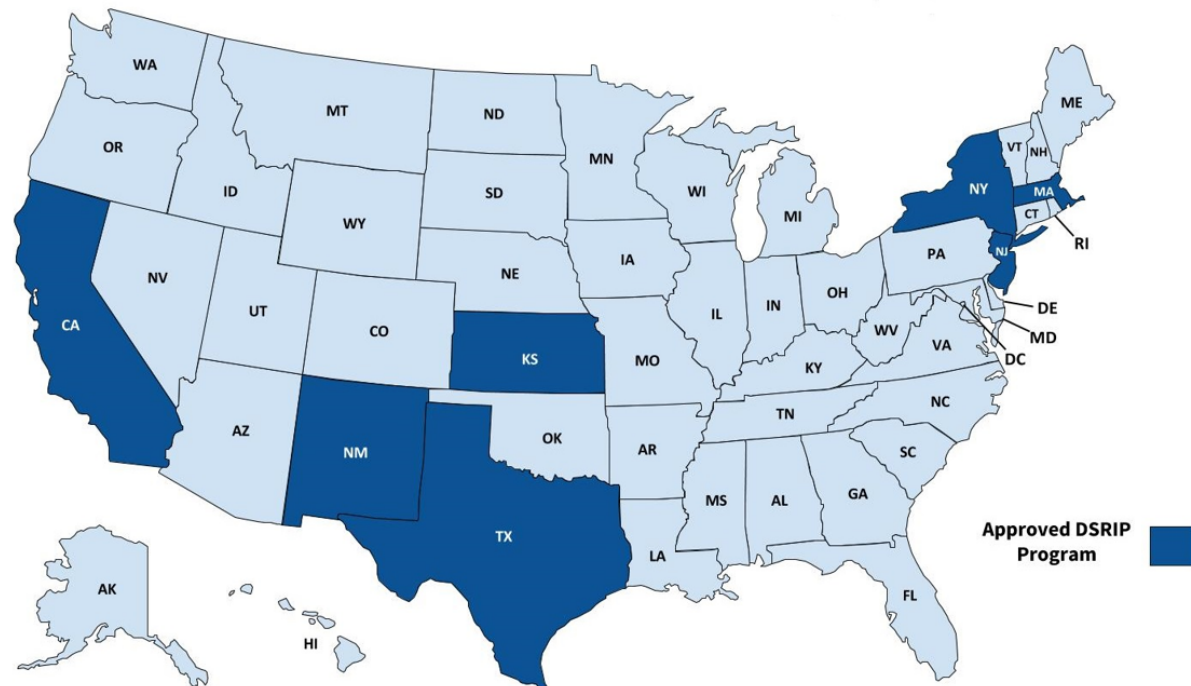 WA
MT
ND
ME
OR
MN
VT
NH
ID
SD
WI
NY
MA
WY
MI
CT
RI
IA
PA
NE
NV
OH
NJ
IL
IN
DE
UT
CA
CO
WV
MD
VA
DC
KS
MO
KY
NC
TN
AZ
OK
NM
AR
SC
MS
AL
GA
TX
Approved DSRIP
Program
LA
AK
FL
HI